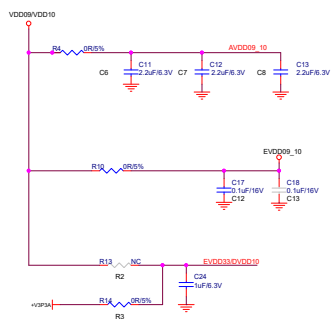 VDD09/VDD10
R4 0R/5% AVDD09_10
C11 C12 C13
C6 2.2uF/6.3V C7 2.2uF/6.3V C8 2.2uF/6.3V
EVDD09_10
R10 0R/5%
C17 C18
0.1uF/16V 0.1uF/16V
C12 C13
R13 NC EVDD33/DVDD10
R2
C24
1uF/6.3V
+V3P3A R14 0R/5%
R3